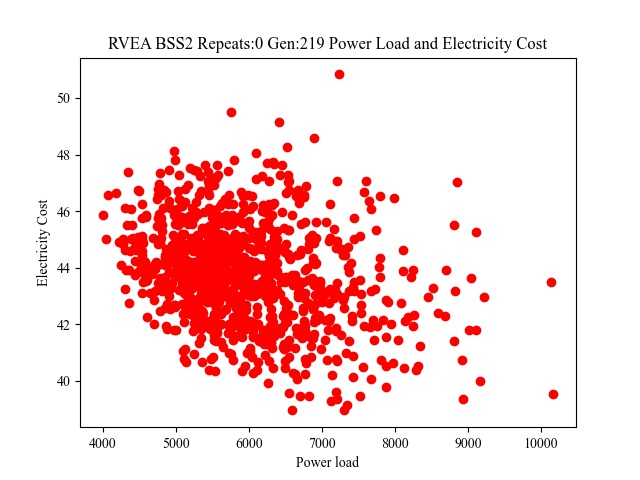 RVEA BSS2 Repeats:0 Gen:219 Power Load and Electricity Cost
50
48
46
44
42
40
Electricity Cost
4000 5000 6000 7000 8000 9000 10000
Power load